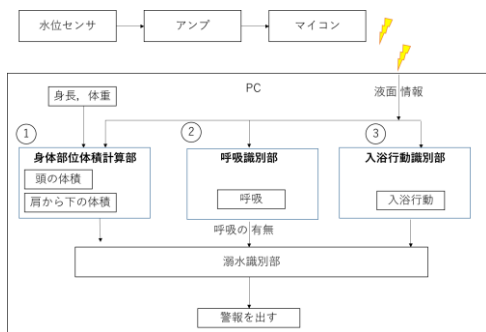 水位センサ
アンプ
マイコン
PC
身長，体重
液面 情報
①
②
③
身体部位体積計算部
呼吸識別部
入浴行動識別部
頭の体積
肩から下の体積
呼吸
入浴行動
呼吸の 有無
溺水識別部
警報を出す